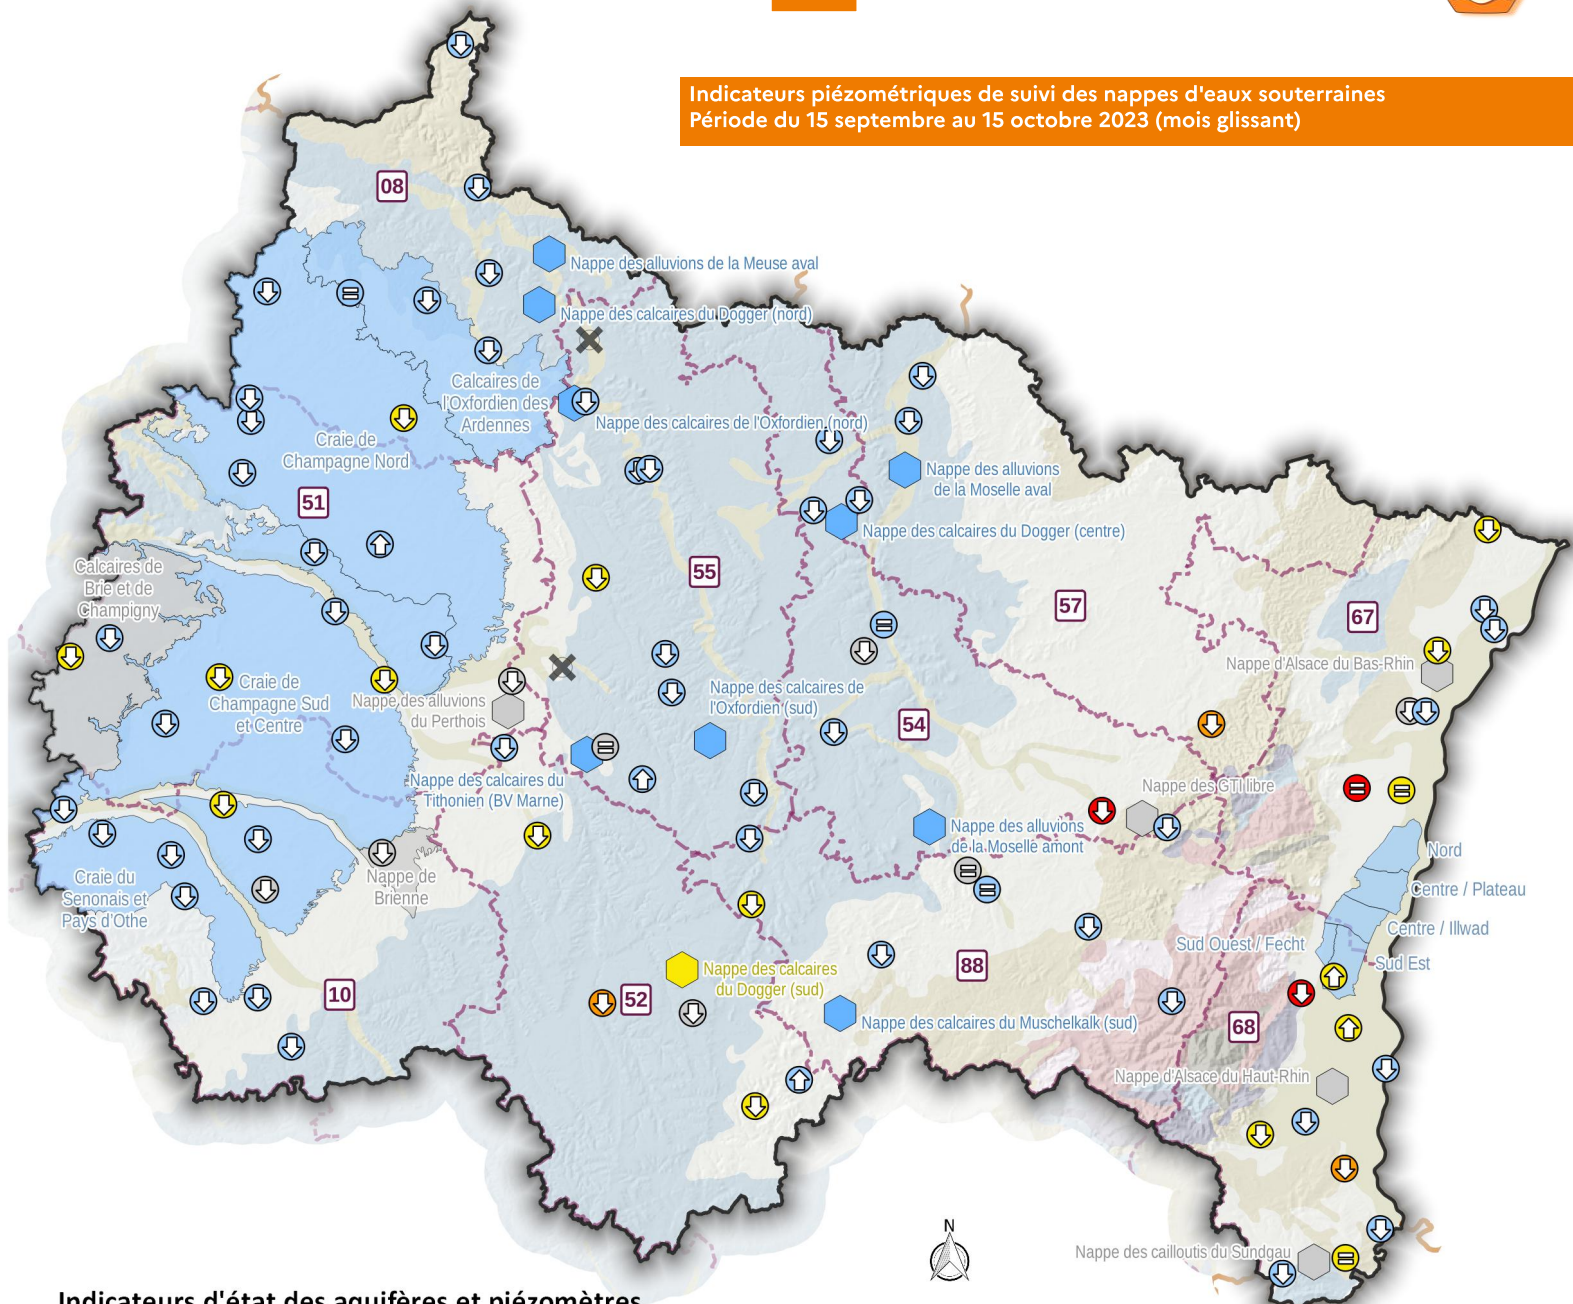 Indicateurs piézométriques de suivi des nappes d'eaux souterraines
Période du 15 septembre au 15 octobre 2023 (mois glissant)
08
Nappe des alluvions de la Meuse aval
Nappe des calcaires du Dogger (nord)
Calcaires de
l'Oxfordien des
Ardennes
Nappe des calcaires de l'Oxfordien (nord)
Craie de
Champagne Nord
Nappe des alluvions
de la Moselle aval
51
Nappe des calcaires du Dogger (centre)
Calcaires de
Brie et de
Champigny
55
57
67
Nappe d'Alsace du Bas-Rhin
Craie de
Champagne Sud
et Centre
Nappe des alluvions
du Perthois
Nappe des calcaires de
l'Oxfordien (sud)
54
Nappe des calcaires du
Tithonien (BV Marne)
Nappe des GTI libre
Nappe des alluvions
de la Moselle amont
Nord
Craie du
Senonais et
Pays d'Othe
Nappe de
Brienne
Centre / Plateau
Centre / Illwad
Sud Ouest / Fecht
Sud Est
88
Nappe des calcaires
du Dogger (sud)
10
52
Nappe des calcaires du Muschelkalk (sud)
68
Nappe d'Alsace du Haut-Rhin
N
Nappe des cailloutis du Sundgau
Indicateurs d'état des aquifères et piézomètres